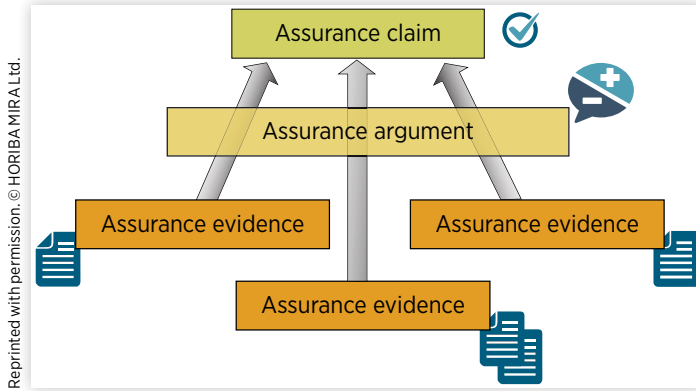 Assurance claim
Assurance argument
Assurance evidence
Assurance evidence
Assurance evidence
Reprinted with permission. © HORIBA MIRA Ltd.